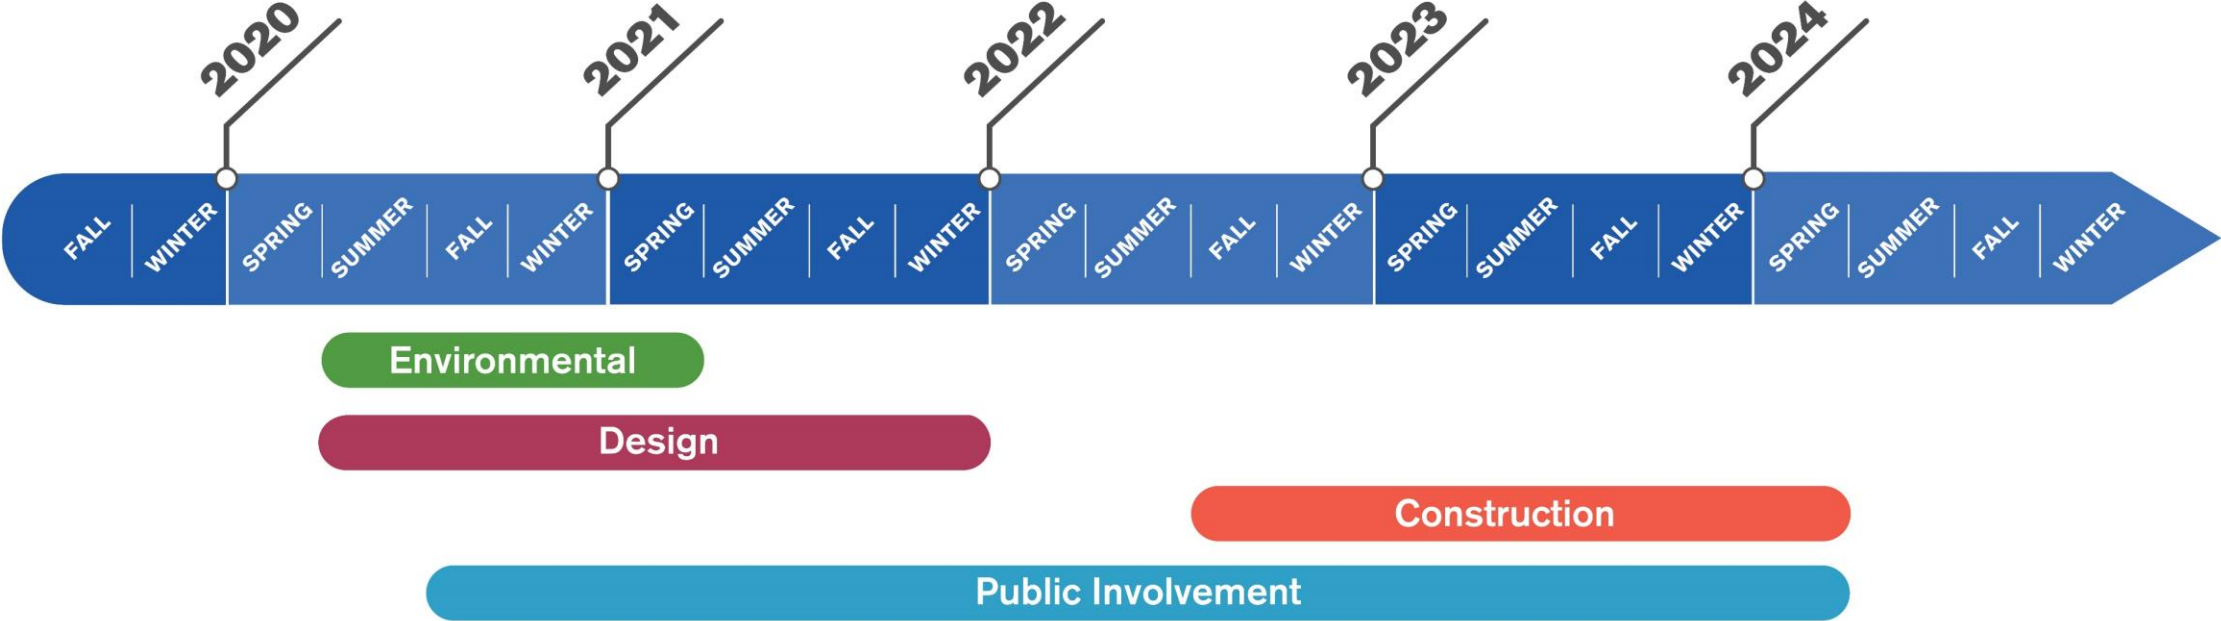 2020
2021
2022
2023
2024
FALL WINTER SPRING SUMMER FALL WINTER SPRING SUMMER FALL WINTER SPRING SUMMER FALL WINTER SPRING SUMMER FALL WINTER SPRING SUMMER FALL WINTER
Environmental
Design
Construction
Public Involvement